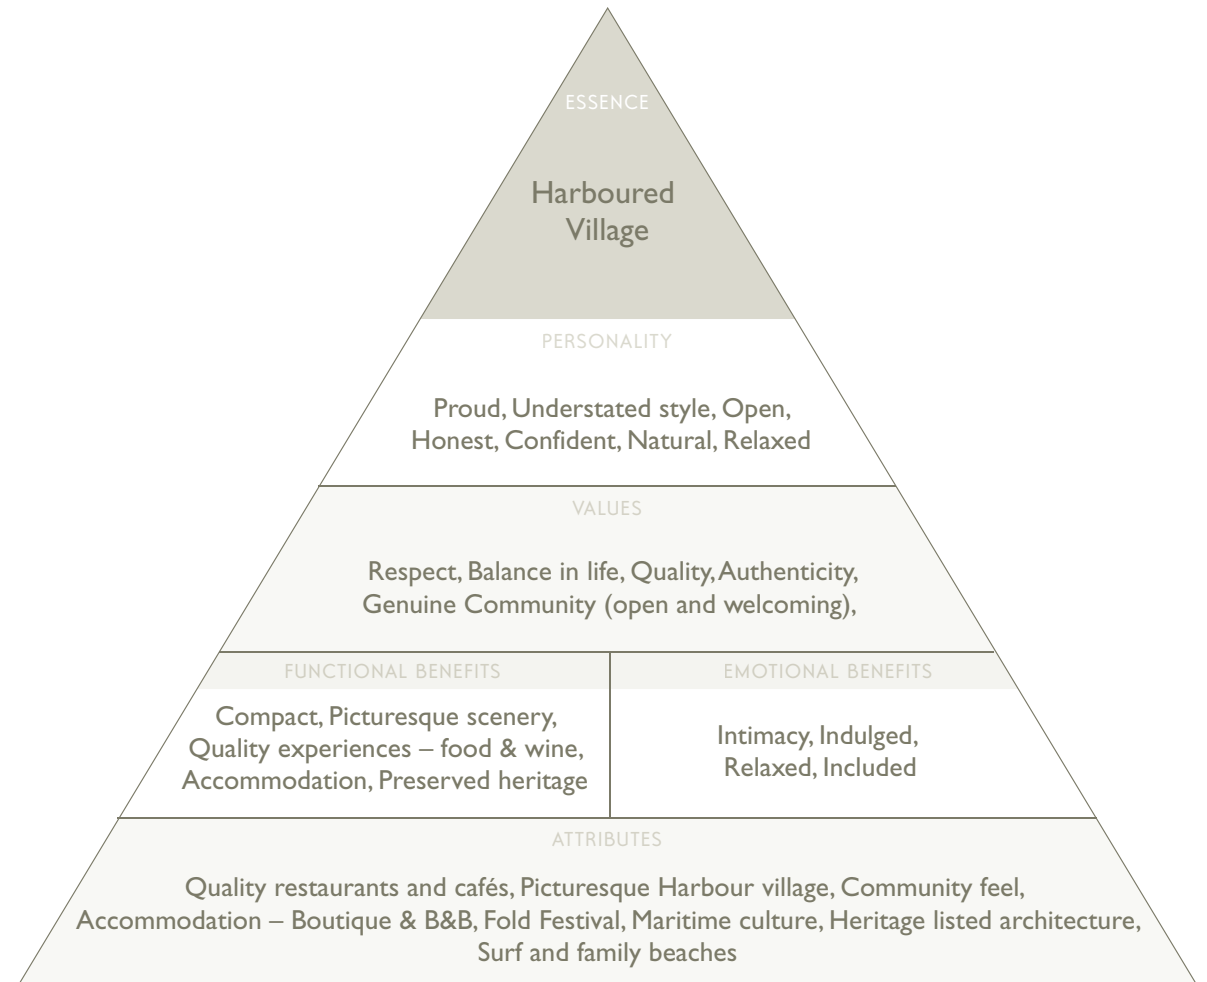 ESSENCE
Harboured
Village
PERSONALITY
Proud, Understated style, Open,
Honest, Confident, Natural, Relaxed
VALUES
Respect, Balance in life, Quality, Authenticity,
Genuine Community (open and welcoming),
FUNCTIONAL BENEFITS
Compact, Picturesque scenery,
Quality experiences – food & wine,
Accommodation, Preserved heritage
EMOTIONAL BENEFITS
Intimacy, Indulged,
Relaxed, Included
ATTRIBUTES
Quality restaurants and cafés, Picturesque Harbour village, Community feel,
Accommodation – Boutique & B&B, Fold Festival, Maritime culture, Heritage listed architecture,
Surf and family beaches